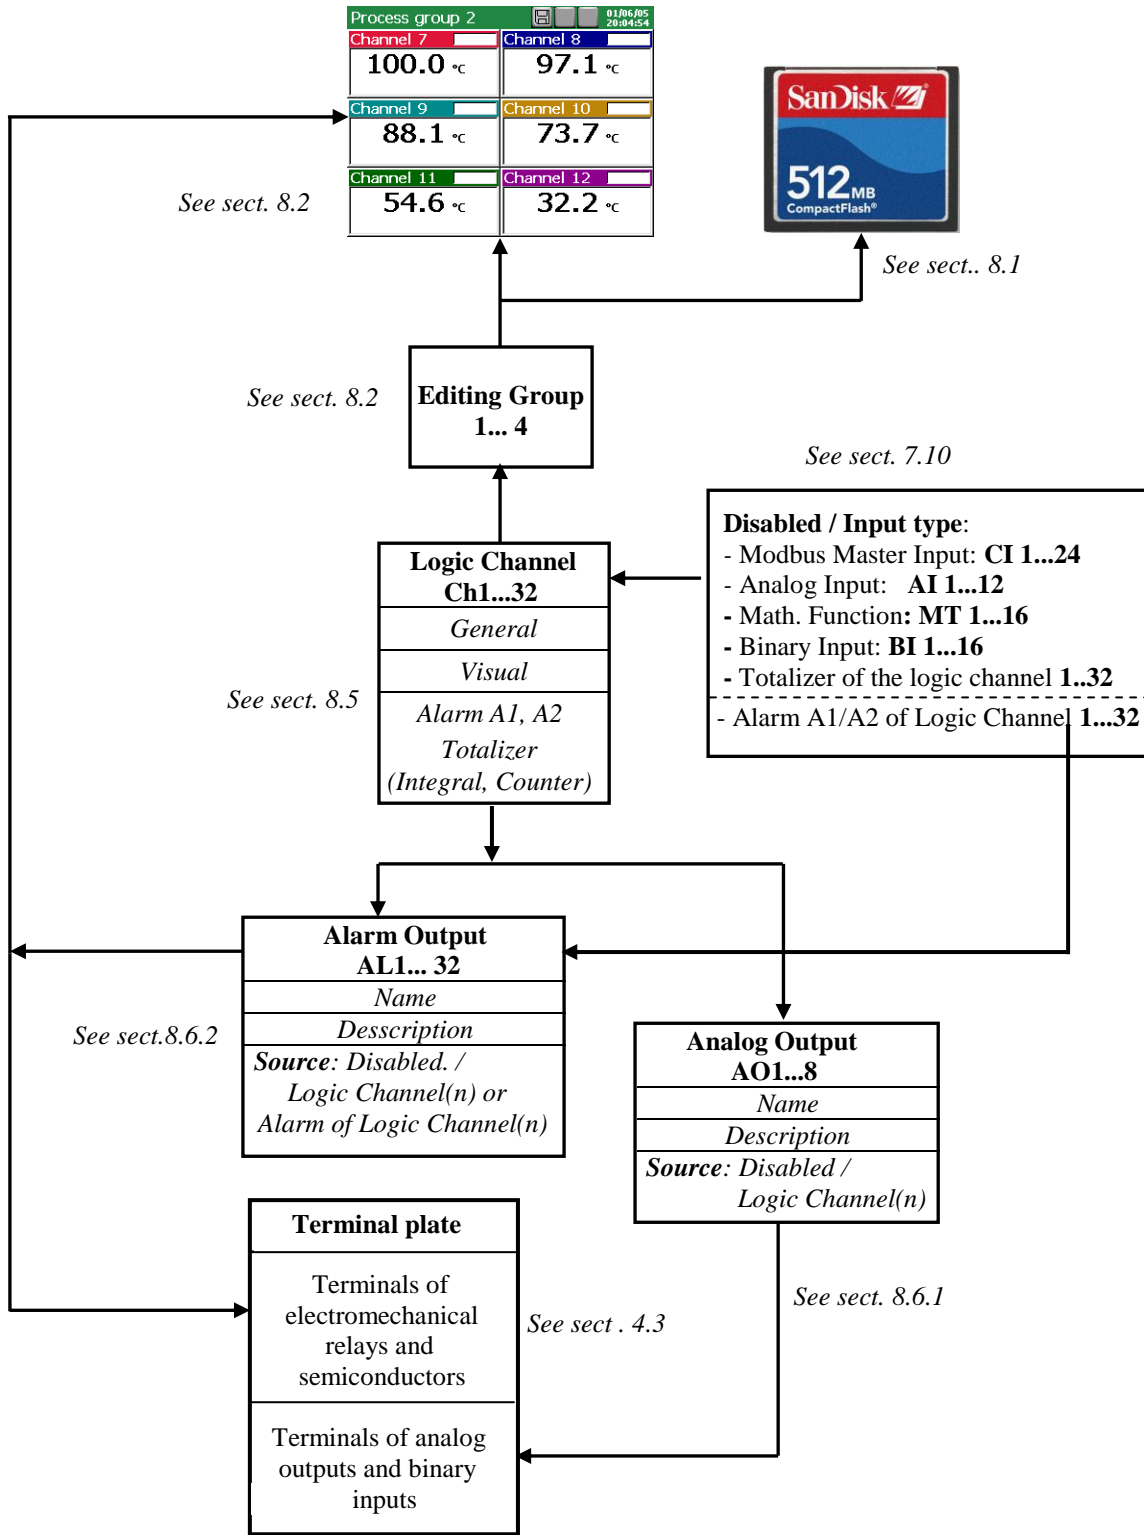 Process group 2
01/06/05
20:04:54
Channel 7
Channel 8
100.0 °C
97.1 °C
Channel 9
Channel 10
88.1 °C
73.7 °C
Channel 11
Channel 12
54.6 °C
32.2 °C
SanDisk
512 MB
CompactFlash®
See sect. 8.2
See sect.. 8.1
See sect. 8.2
Editing Group
1... 4
See sect. 7.10
Disabled / Input type:
- Modbus Master Input: CI 1...24
- Analog Input: AI 1...12
- Math. Function: MT 1...16
- Binary Input: BI 1...16
- Totalizer of the logic channel 1..32
- Alarm A1/A2 of Logic Channel 1...32
Logic Channel
Ch1...32
General
Visual
Alarm A1, A2
Totalizer
(Integral, Counter)
See sect. 8.5
Alarm Output
AL1... 32
Name
Desscription
Source: Disabled. /
Logic Channel(n) or
Alarm of Logic Channel(n)
See sect.8.6.2
Analog Output
AO1...8
Name
Description
Source: Disabled /
Logic Channel(n)
Terminal plate
Terminals of
electromechanical
relays and
semiconductors
Terminals of analog
outputs and binary
inputs
See sect . 4.3
See sect. 8.6.1